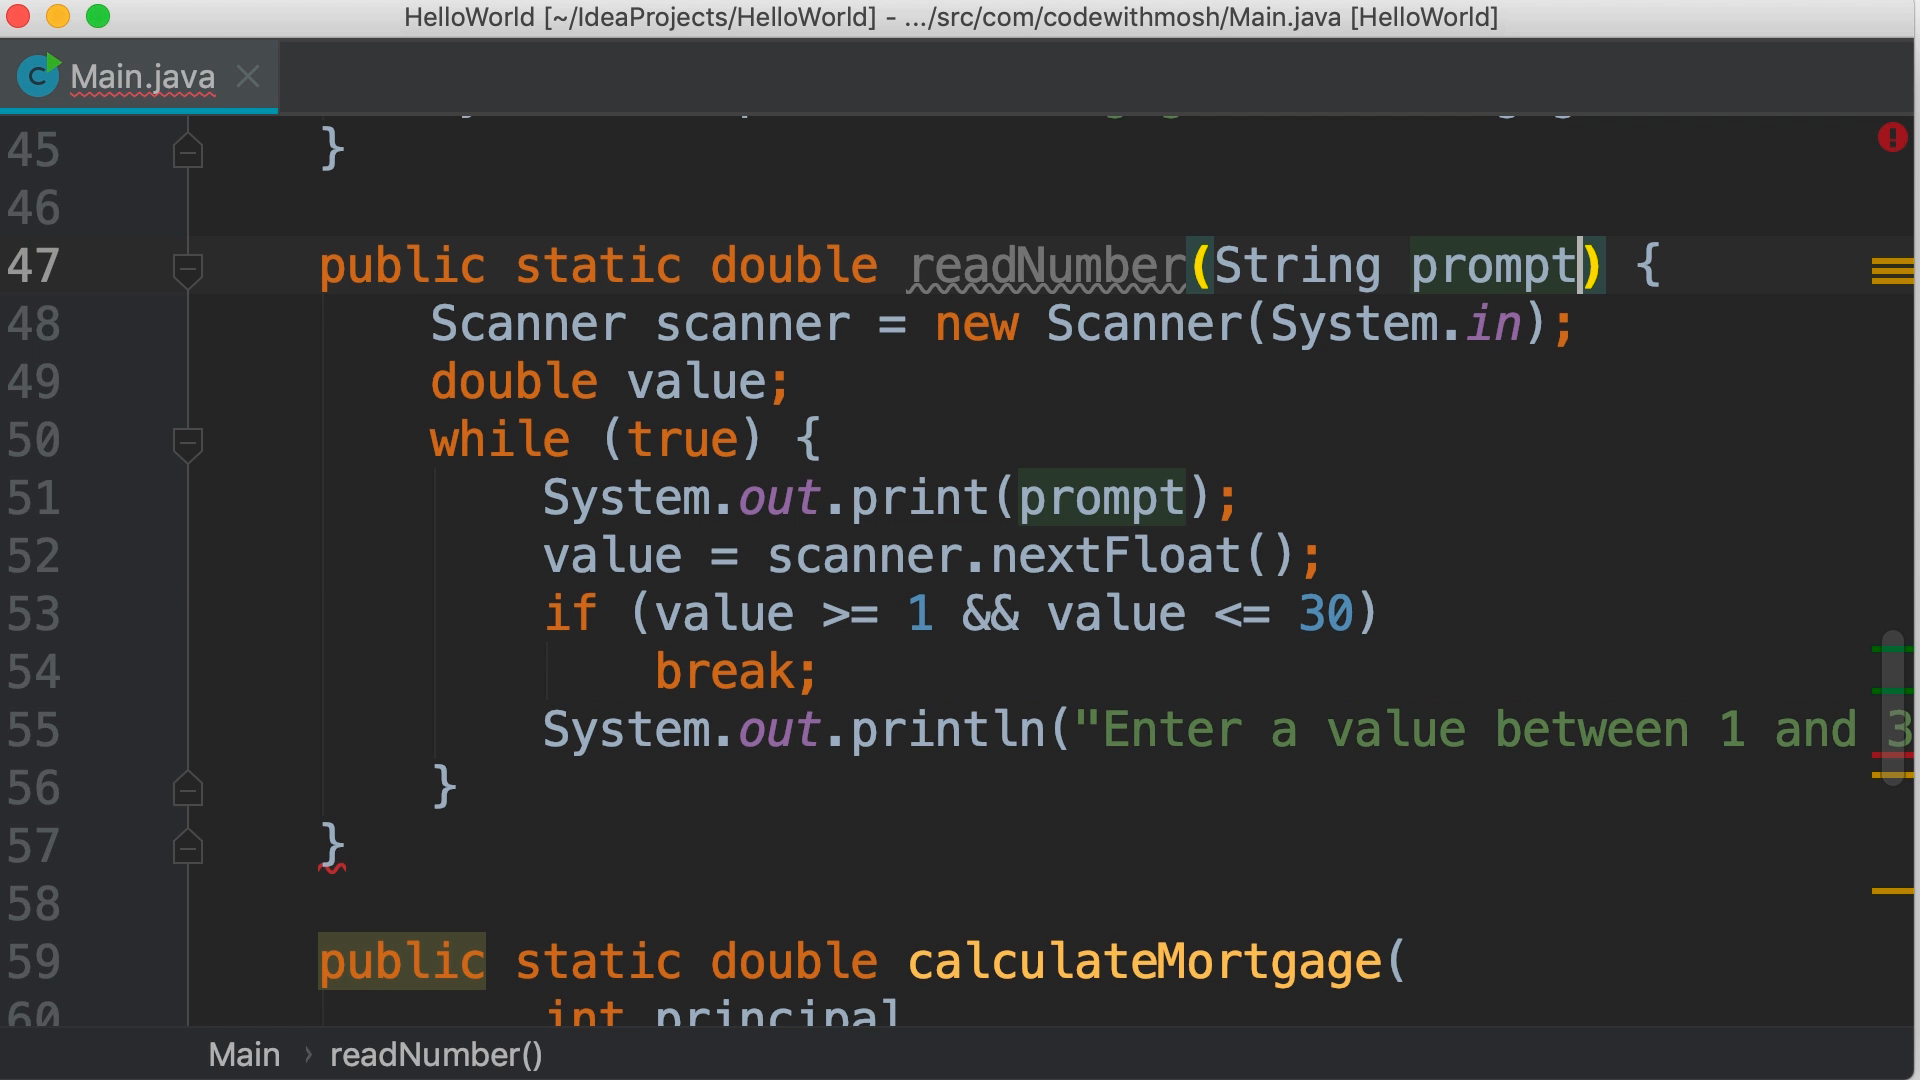 HelloWorld [~/IdeaProjects/HelloWorld] - .../src/com/codewithmosh/Main.java [HelloWorld]
Main.java
45 }
46
47 public static double readNumber(String prompt) {
48 Scanner scanner = new Scanner(System.in);
49 double value;
50 while (true) {
51 System.out.print(prompt);
52 value = scanner.nextFloat();
53 if (value >= 1 && value <= 30)
54 break;
55 System.out.println("Enter a value between 1 and 3
56 }
57 }
58
59 public static double calculateMortgage(
60 int principal
Main › readNumber()